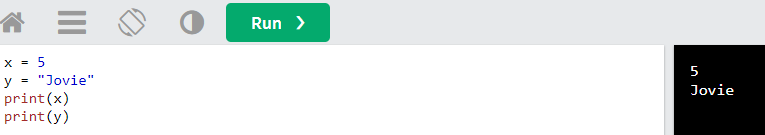 Run ❯
x = 5
y = "Jovie"
print(x)
print(y)
5
Jovie